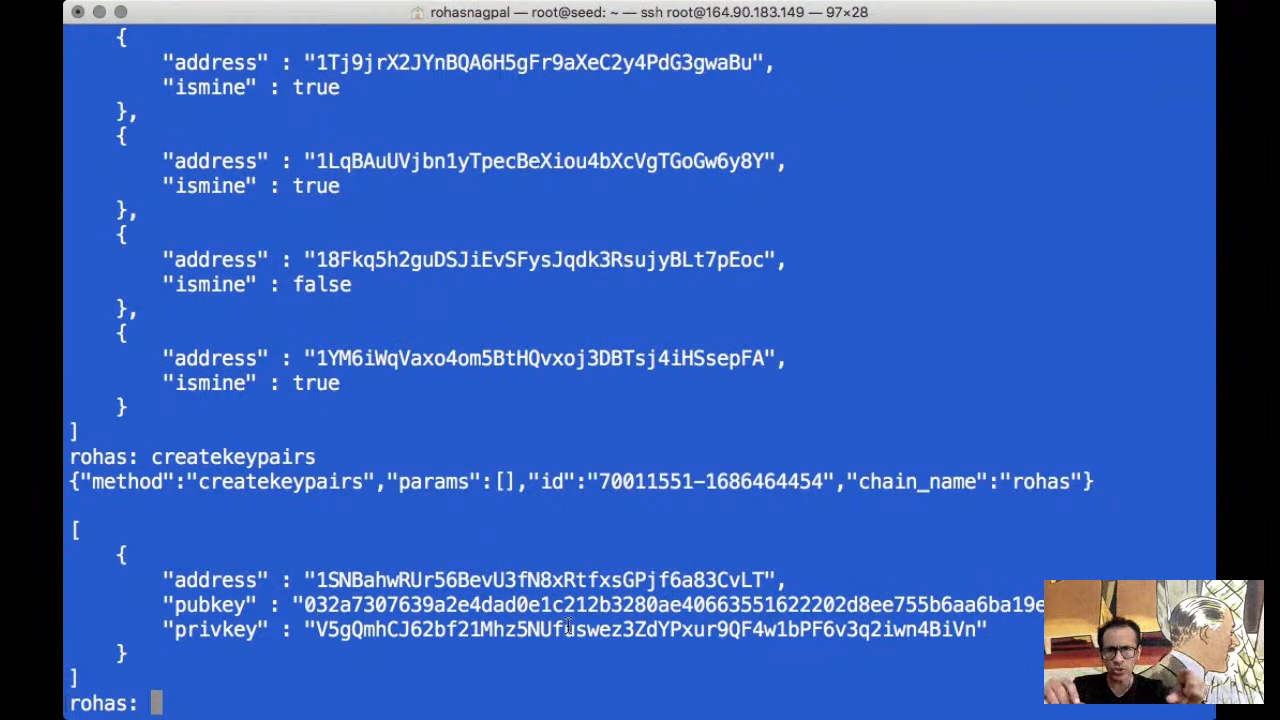 rohasnagpal — root@seed: ~ — ssh root@164.90.183.149 — 97×28
{
"address" : "1Tj9jrX2JYnBQA6H5gFr9aXeC2y4PdG3gwaBu",
"ismine" : true
},
{
"address" : "1LqBAuUVjbn1yTpecBeXiou4bXcVgTGoGw6y8Y",
"ismine" : true
},
{
"address" : "18Fkq5h2guDSJiEvSFysJqdk3RsujyBLt7pEoc",
"ismine" : false
},
{
"address" : "1YM6iWqVaxo4om5BtHQvxoj3DBTsj4iHSsepFA",
"ismine" : true
}
]
rohas: createkeypairs
{"method":"createkeypairs","params":[],"id":"70011551-1686464454","chain_name":"rohas"}
[
{
"address" : "1SNBahwRUr56BevU3fN8xRtfxsGPjf6a83CvLT",
"pubkey" : "032a7307639a2e4dad0e1c212b3280ae40663551622202d8ee755b6aa6ba19e
"privkey" : "V5gQmhCJ62bf21Mhz5NUfuswez3ZdYPxur9QF4w1bPF6v3q2iwn4BiVn"
}
]
rohas: